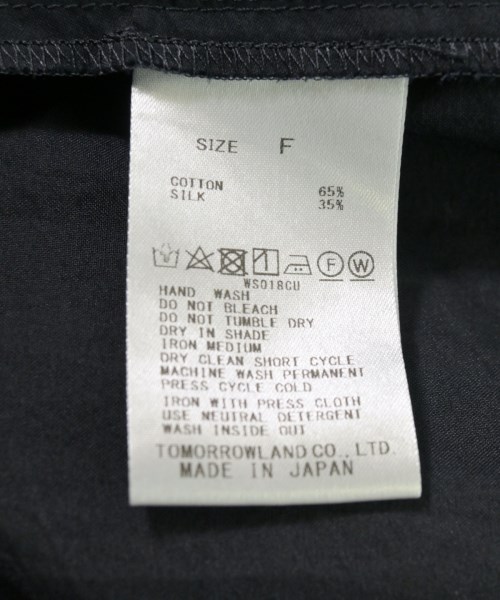 SIZE F
COTTON 65%
SILK 35%
F W
WS018CU
HAND WASH
DO NOT BLEACH
DO NOT TUMBLE DRY
DRY IN SHADE
IRON MEDIUM
DRY CLEAN SHORT CYCLE
MACHINE WASH PERMANENT
PRESS CYCLE COLD
IRON WITH PRESS CLOTH
USE NEUTRAL DETERGENT
WASH INSIDE OUT
TOMORROWLAND CO., LTD.
MADE IN JAPAN